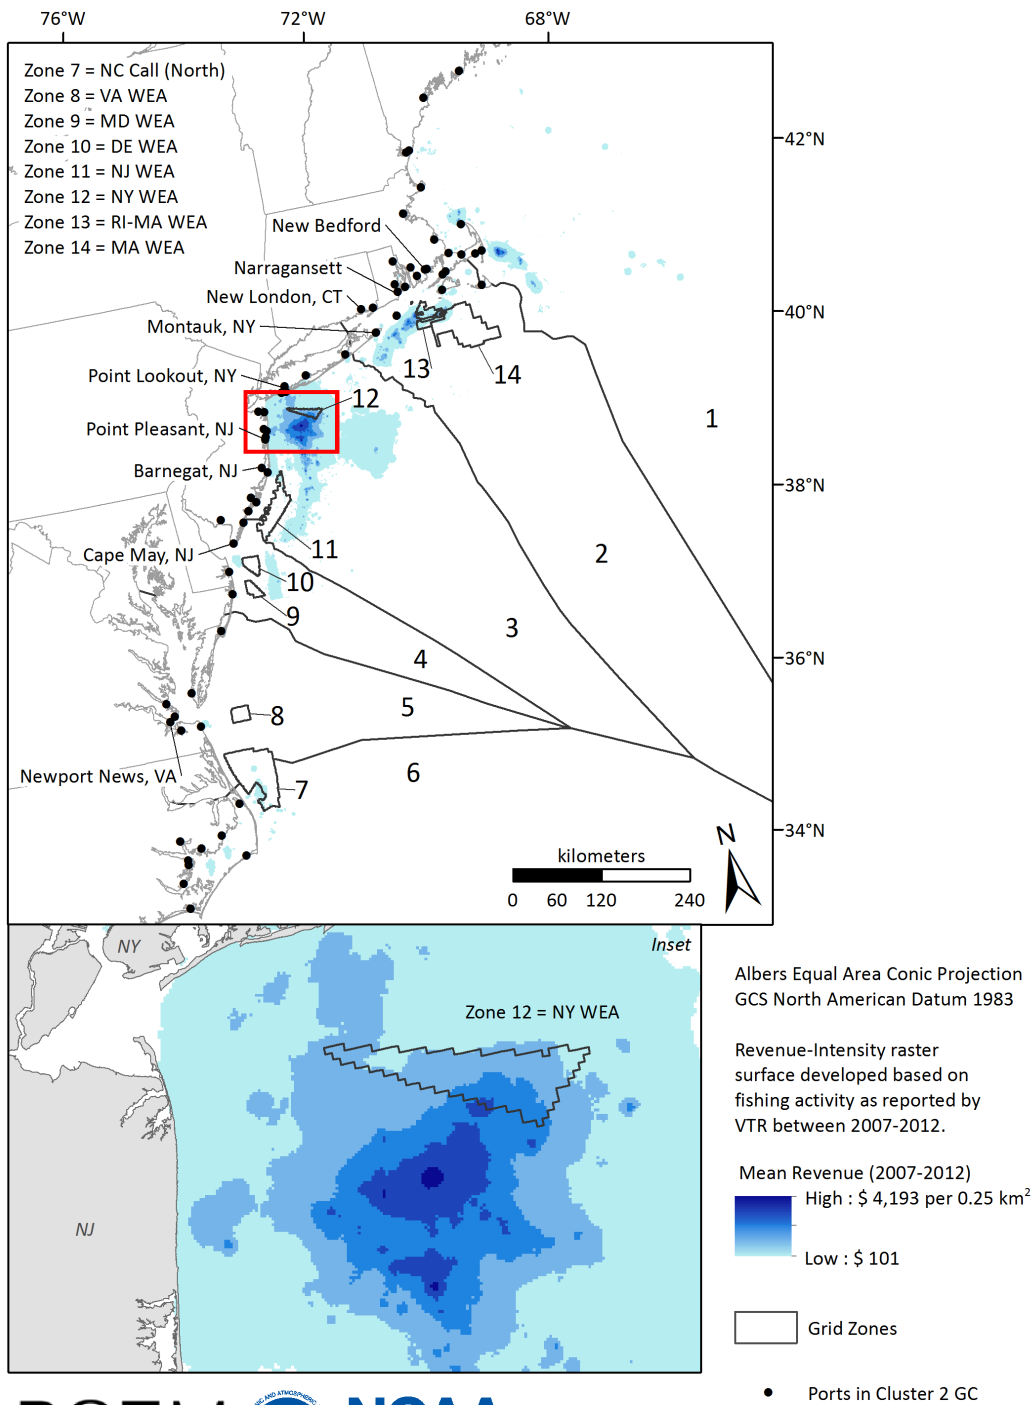 76°W
72°W
68°W
Zone 7 = NC Call (North)
Zone 8 = VA WEA
Zone 9 = MD WEA
Zone 10 = DE WEA
Zone 11 = NJ WEA
Zone 12 = NY WEA
Zone 13 = RI-MA WEA
Zone 14 = MA WEA
42°N
New Bedford
Narragansett
New London, CT
40°N
Montauk, NY
13
14
Point Lookout, NY
12
1
Point Pleasant, NJ
Barnegat, NJ
38°N
11
2
Cape May, NJ
10
9
3
36°N
4
5
8
Newport News, VA
6
7
34°N
N
kilometers
0 60 120 240
NY
Inset
Zone 12 = NY WEA
NJ
Albers Equal Area Conic Projection
GCS North American Datum 1983
Revenue-Intensity raster
surface developed based on
fishing activity as reported by
VTR between 2007-2012.
Mean Revenue (2007-2012)
High : $ 4,193 per 0.25 km²
Low : $ 101
Grid Zones
Ports in Cluster 2 GC